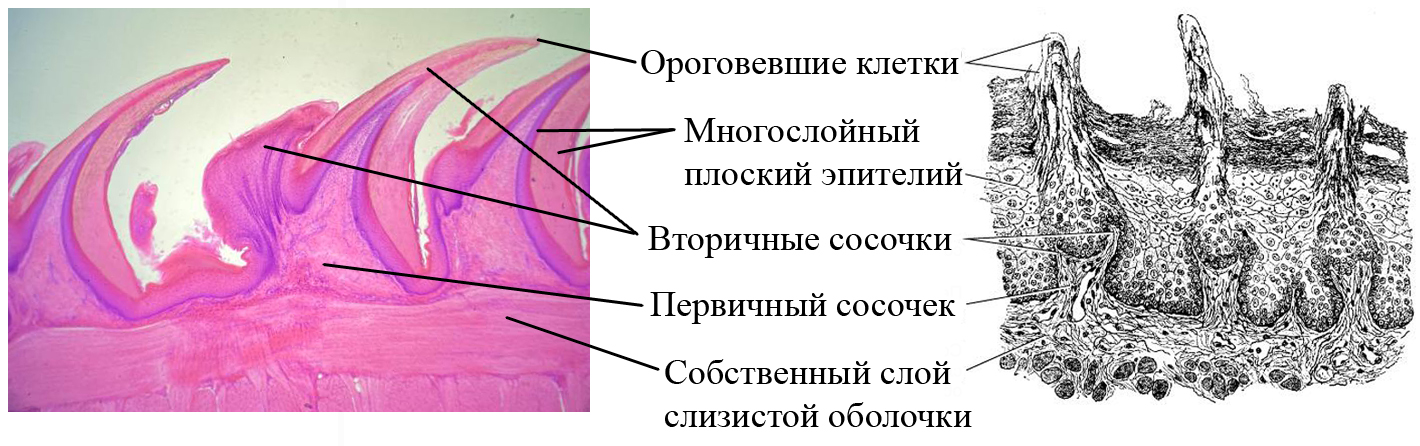 Ороговевшие клетки
Многослойный
плоский эпителий
Вторичные сосочки
Первичный сосочек
Собственный слой
слизистой оболочки